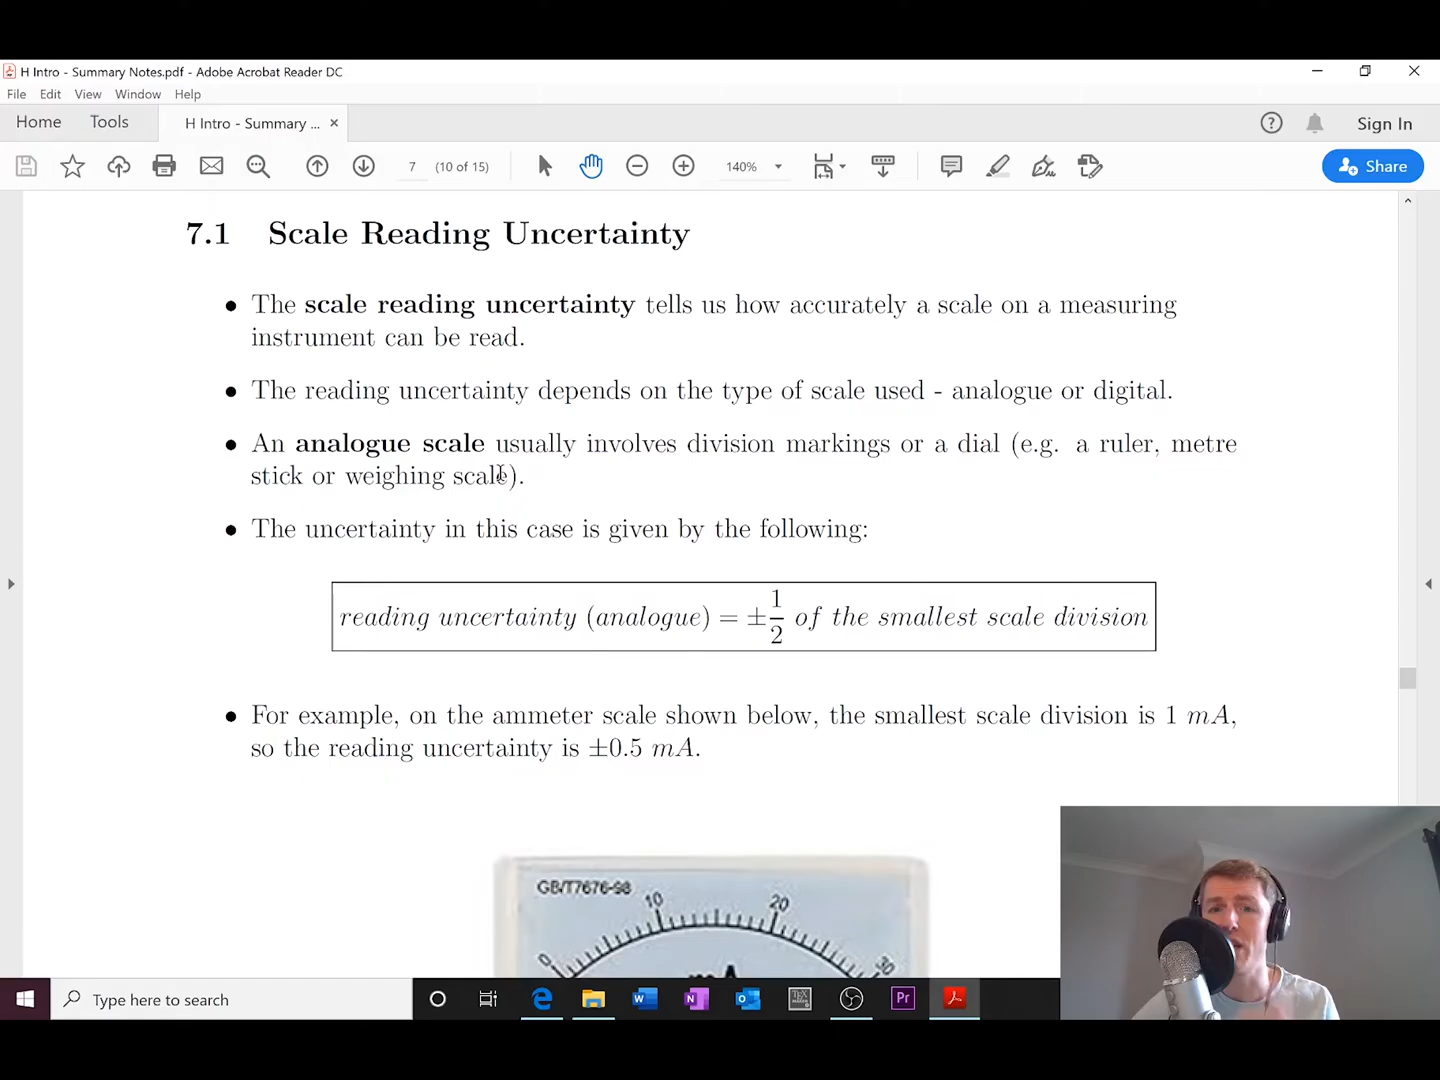 H Intro - Summary Notes.pdf - Adobe Acrobat Reader DC
File Edit View Window Help
Home Tools H Intro - Summary ... × Sign In
7 (10 of 15) 140% Share
7.1 Scale Reading Uncertainty
• The scale reading uncertainty tells us how accurately a scale on a measuring
instrument can be read.
• The reading uncertainty depends on the type of scale used - analogue or digital.
• An analogue scale usually involves division markings or a dial (e.g. a ruler, metre
stick or weighing scale).
• The uncertainty in this case is given by the following:
reading uncertainty (analogue) = ±1/2 of the smallest scale division
• For example, on the ammeter scale shown below, the smallest scale division is 1 mA,
so the reading uncertainty is ±0.5 mA.
GB/T7676-98
0 10 20 30
mA
Type here to search